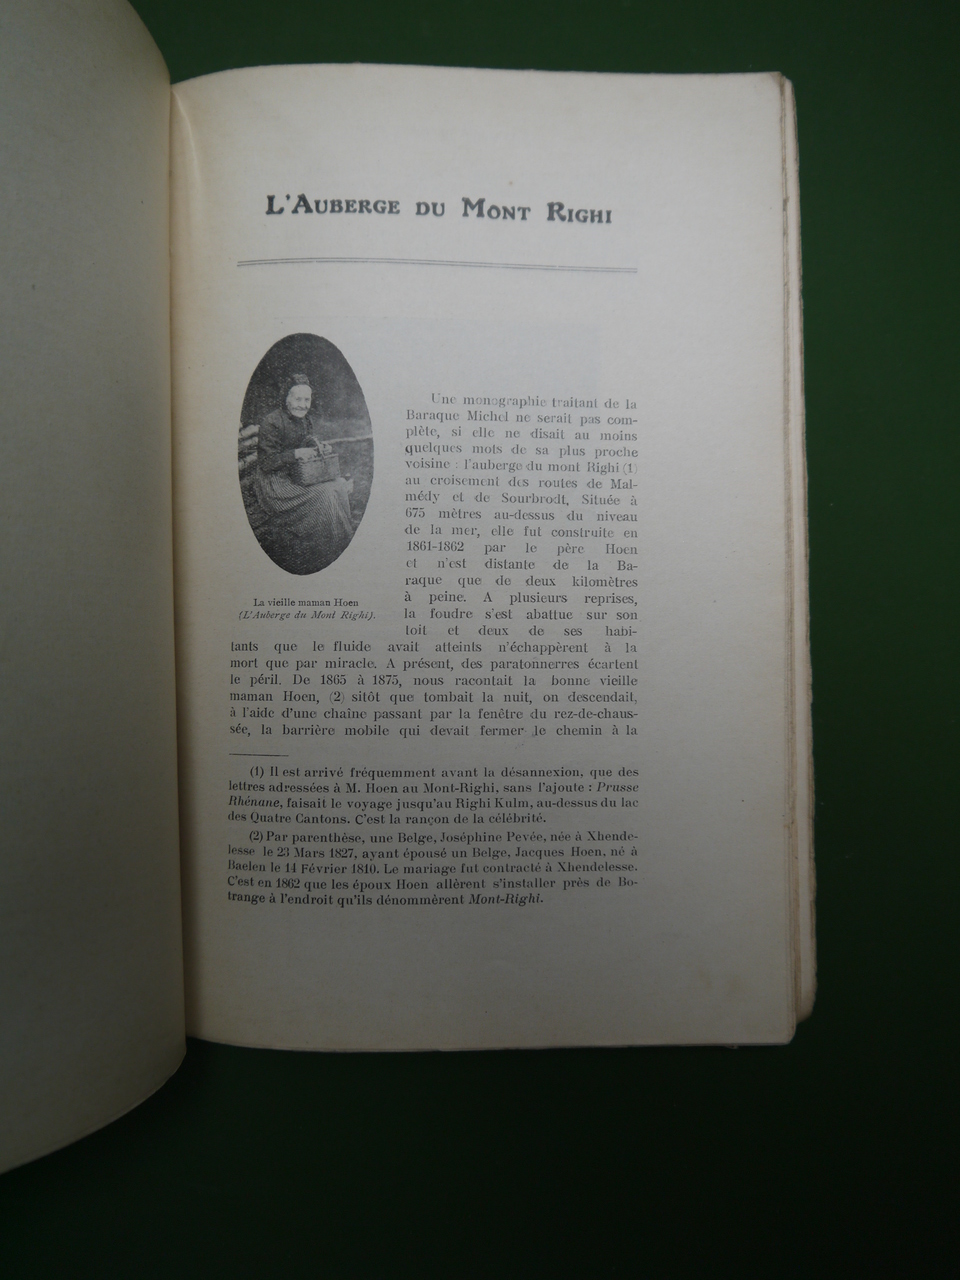 L'AUBERGE DU MONT RIGHI
La vieille maman Hoen
(L'Auberge du Mont Righi).
Une monographie traitant de la
Baraque Michel ne serait pas com-
plète, si elle ne disait au moins
quelques mots de sa plus proche
voisine : l'auberge du mont Righi (1)
au croisement des routes de Mal-
médy et de Sourbrodt, Située à
675 mètres au-dessus du niveau
de la mer, elle fut construite en
1861-1862 par le père Hoen
et n'est distante de la Ba-
raque que de deux kilomètres
à peine. A plusieurs reprises,
la foudre s'est abattue sur son
toit et deux de ses habi-
tants que le fluide avait atteints n'échappèrent à la
mort que par miracle. A présent, des paratonnerres écartent
le péril. De 1865 à 1875, nous racontait la bonne vieille
maman Hoen, (2) sitôt que tombait la nuit, on descendait,
à l'aide d'une chaîne passant par la fenêtre du rez-de-chaus-
sée, la barrière mobile qui devait fermer le chemin à la
(1) Il est arrivé fréquemment avant la désannexion, que des
lettres adressées à M. Hoen au Mont-Righi, sans l'ajoute : Prusse
Rhénane, faisait le voyage jusqu'au Righi Kulm, au-dessus du lac
des Quatre Cantons. C'est la rançon de la célébrité.
(2) Par parenthèse, une Belge, Joséphine Pevée, née à Xhende-
lesse le 23 Mars 1827, ayant épousé un Belge, Jacques Hoen, né à
Baelen le 14 Février 1810. Le mariage fut contracté à Xhendelesse.
C'est en 1862 que les époux Hoen allèrent s'installer près de Bo-
trange à l'endroit qu'ils dénommèrent Mont-Righi.